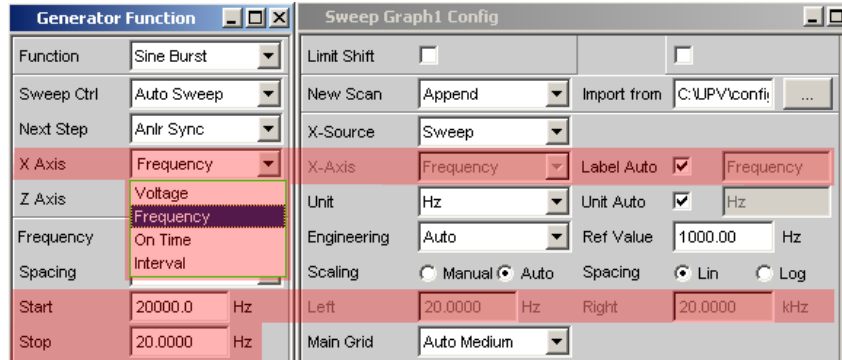 Generator Function
Sweep Graph1 Config
Function Sine Burst
Limit Shift
Sweep Ctrl Auto Sweep
New Scan Append Import from C:\UPV\config ...
Next Step Anlr Sync
X-Source Sweep
X Axis Frequency
X-Axis Frequency Label Auto Frequency
Z Axis
Voltage
Frequency
On Time
Interval
Unit Hz Unit Auto Hz
Frequency
Engineering Auto Ref Value 1000.00 Hz
Spacing
Scaling Manual Auto Spacing Lin Log
Start 20000.0 Hz
Left 20.0000 Hz Right 20.0000 kHz
Stop 20.0000 Hz
Main Grid Auto Medium